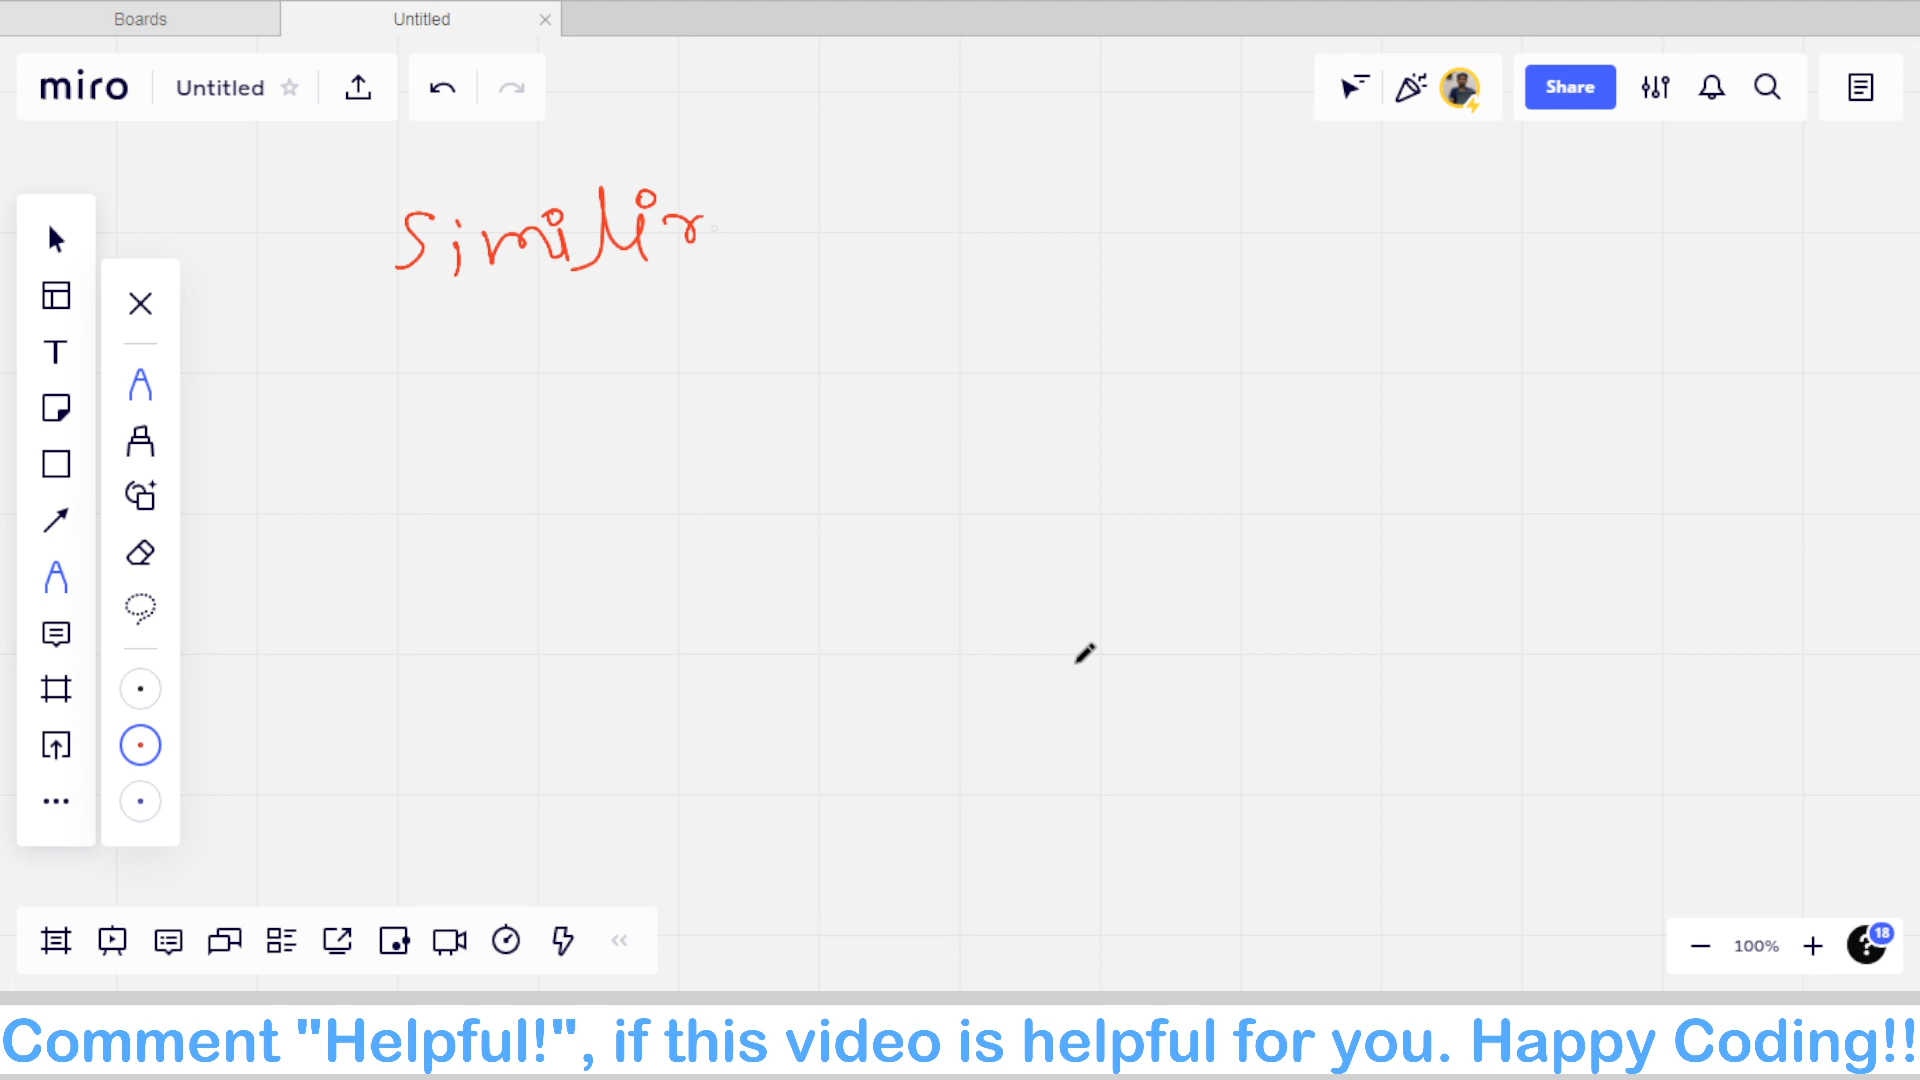 Boards
Untitled
miro
Untitled
Share
similir
T
100%
18
Comment "Helpful!", if this video is helpful for you. Happy Coding!!